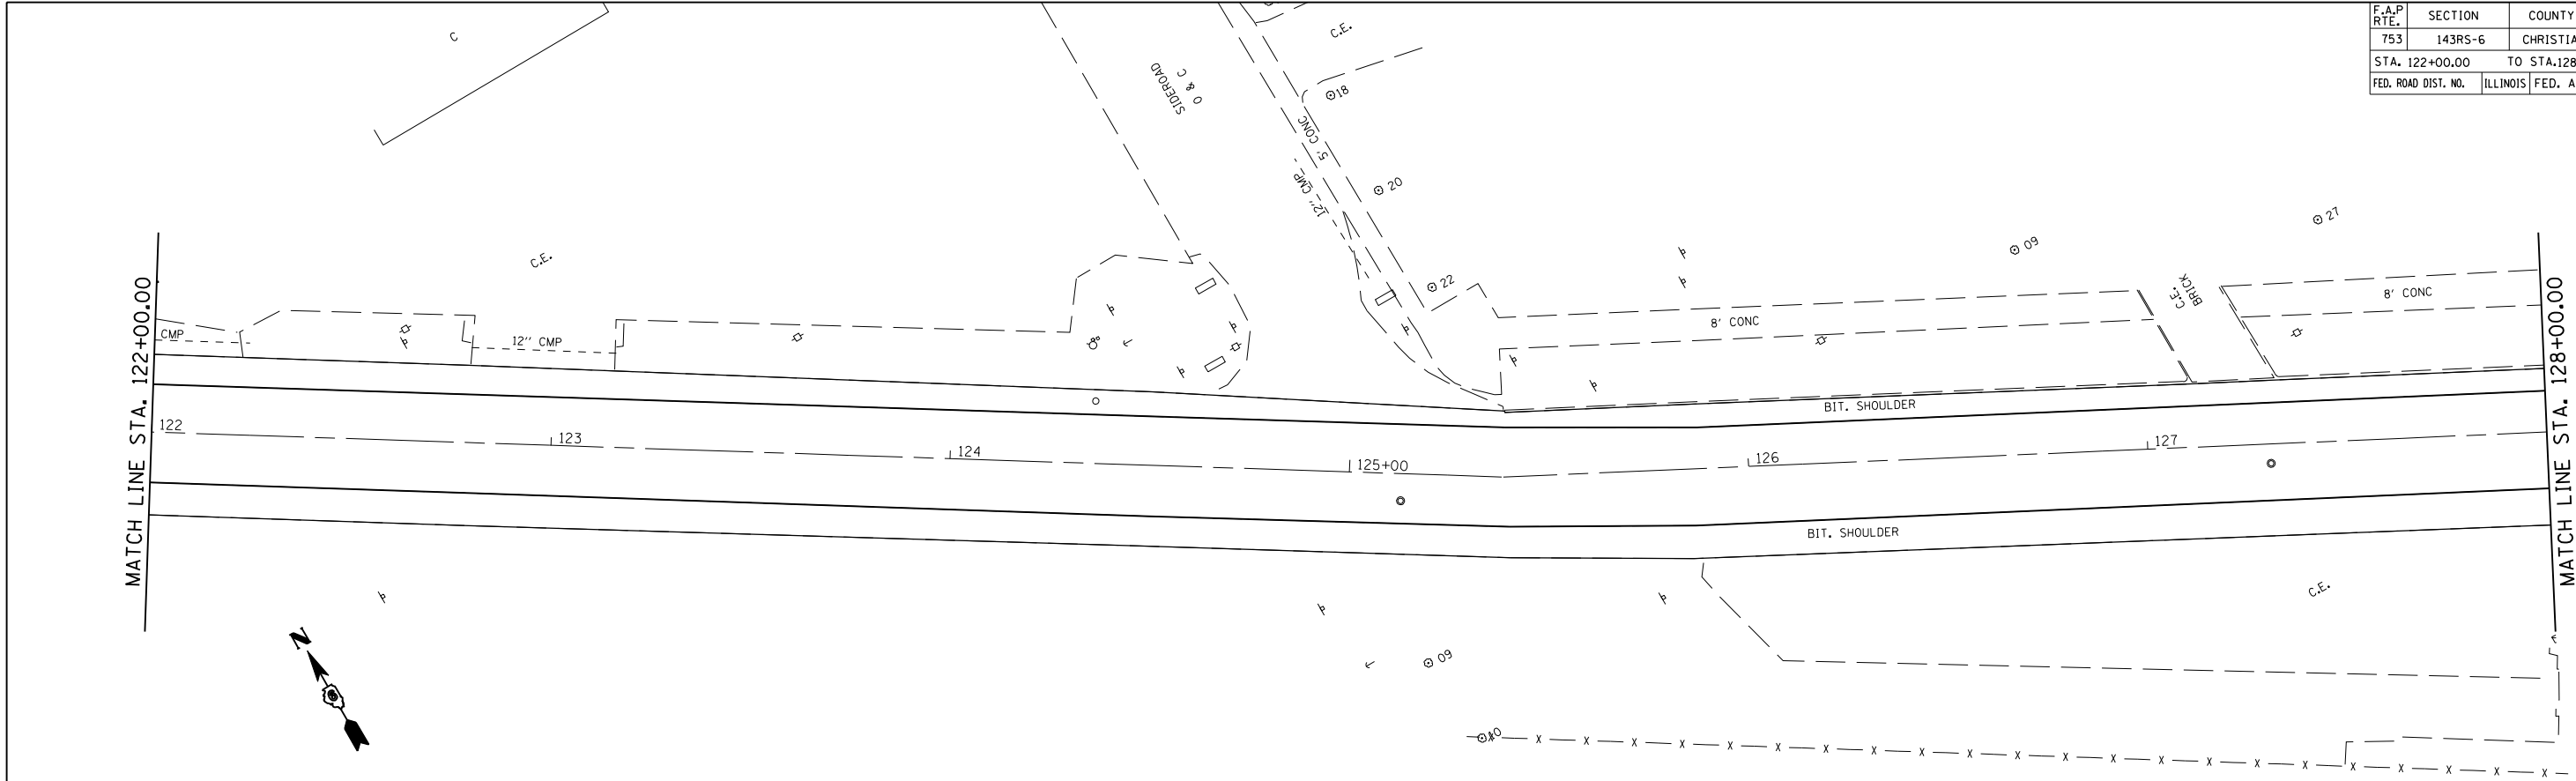 F.A.P RTE. SECTION COUNTY
753 143RS-6 CHRISTIA
STA. 122+00.00 TO STA.128
FED. ROAD DIST. NO. ILLINOIS FED. A
C
C.E.
SIDEROAD
O & C
18
5' CONC
12" CMP
20
27
09
22
C.E.
BRICK
C.E.
8' CONC
8' CONC
MATCH LINE STA. 122+00.00
CMP
12" CMP
MATCH LINE STA. 128+00.00
BIT. SHOULDER
122
123
124
125+00
126
127
BIT. SHOULDER
C.E.
N
09
X X X X X X X X X X X X X X X X X X X X X X